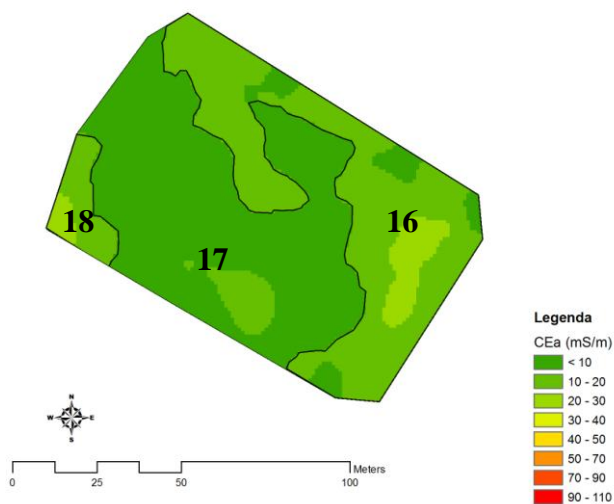 18
17
16
N
W E
S
Meters
0 25 50 100
Legenda
CEa (mS/m)
< 10
10 - 20
20 - 30
30 - 40
40 - 50
50 - 70
70 - 90
90 - 110